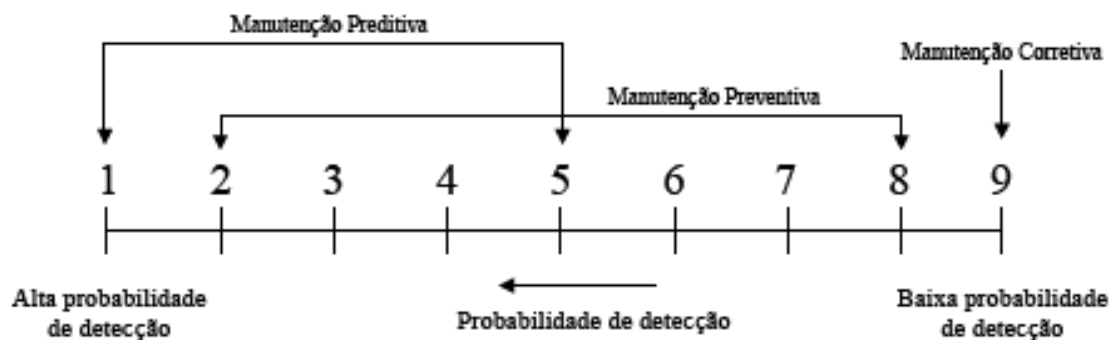 Manutenção Preditiva
Manutenção Corretiva
Manutenção Preventiva
1 2 3 4 5 6 7 8 9
Alta probabilidade
de detecção
Probabilidade de detecção
Baixa probabilidade
de detecção